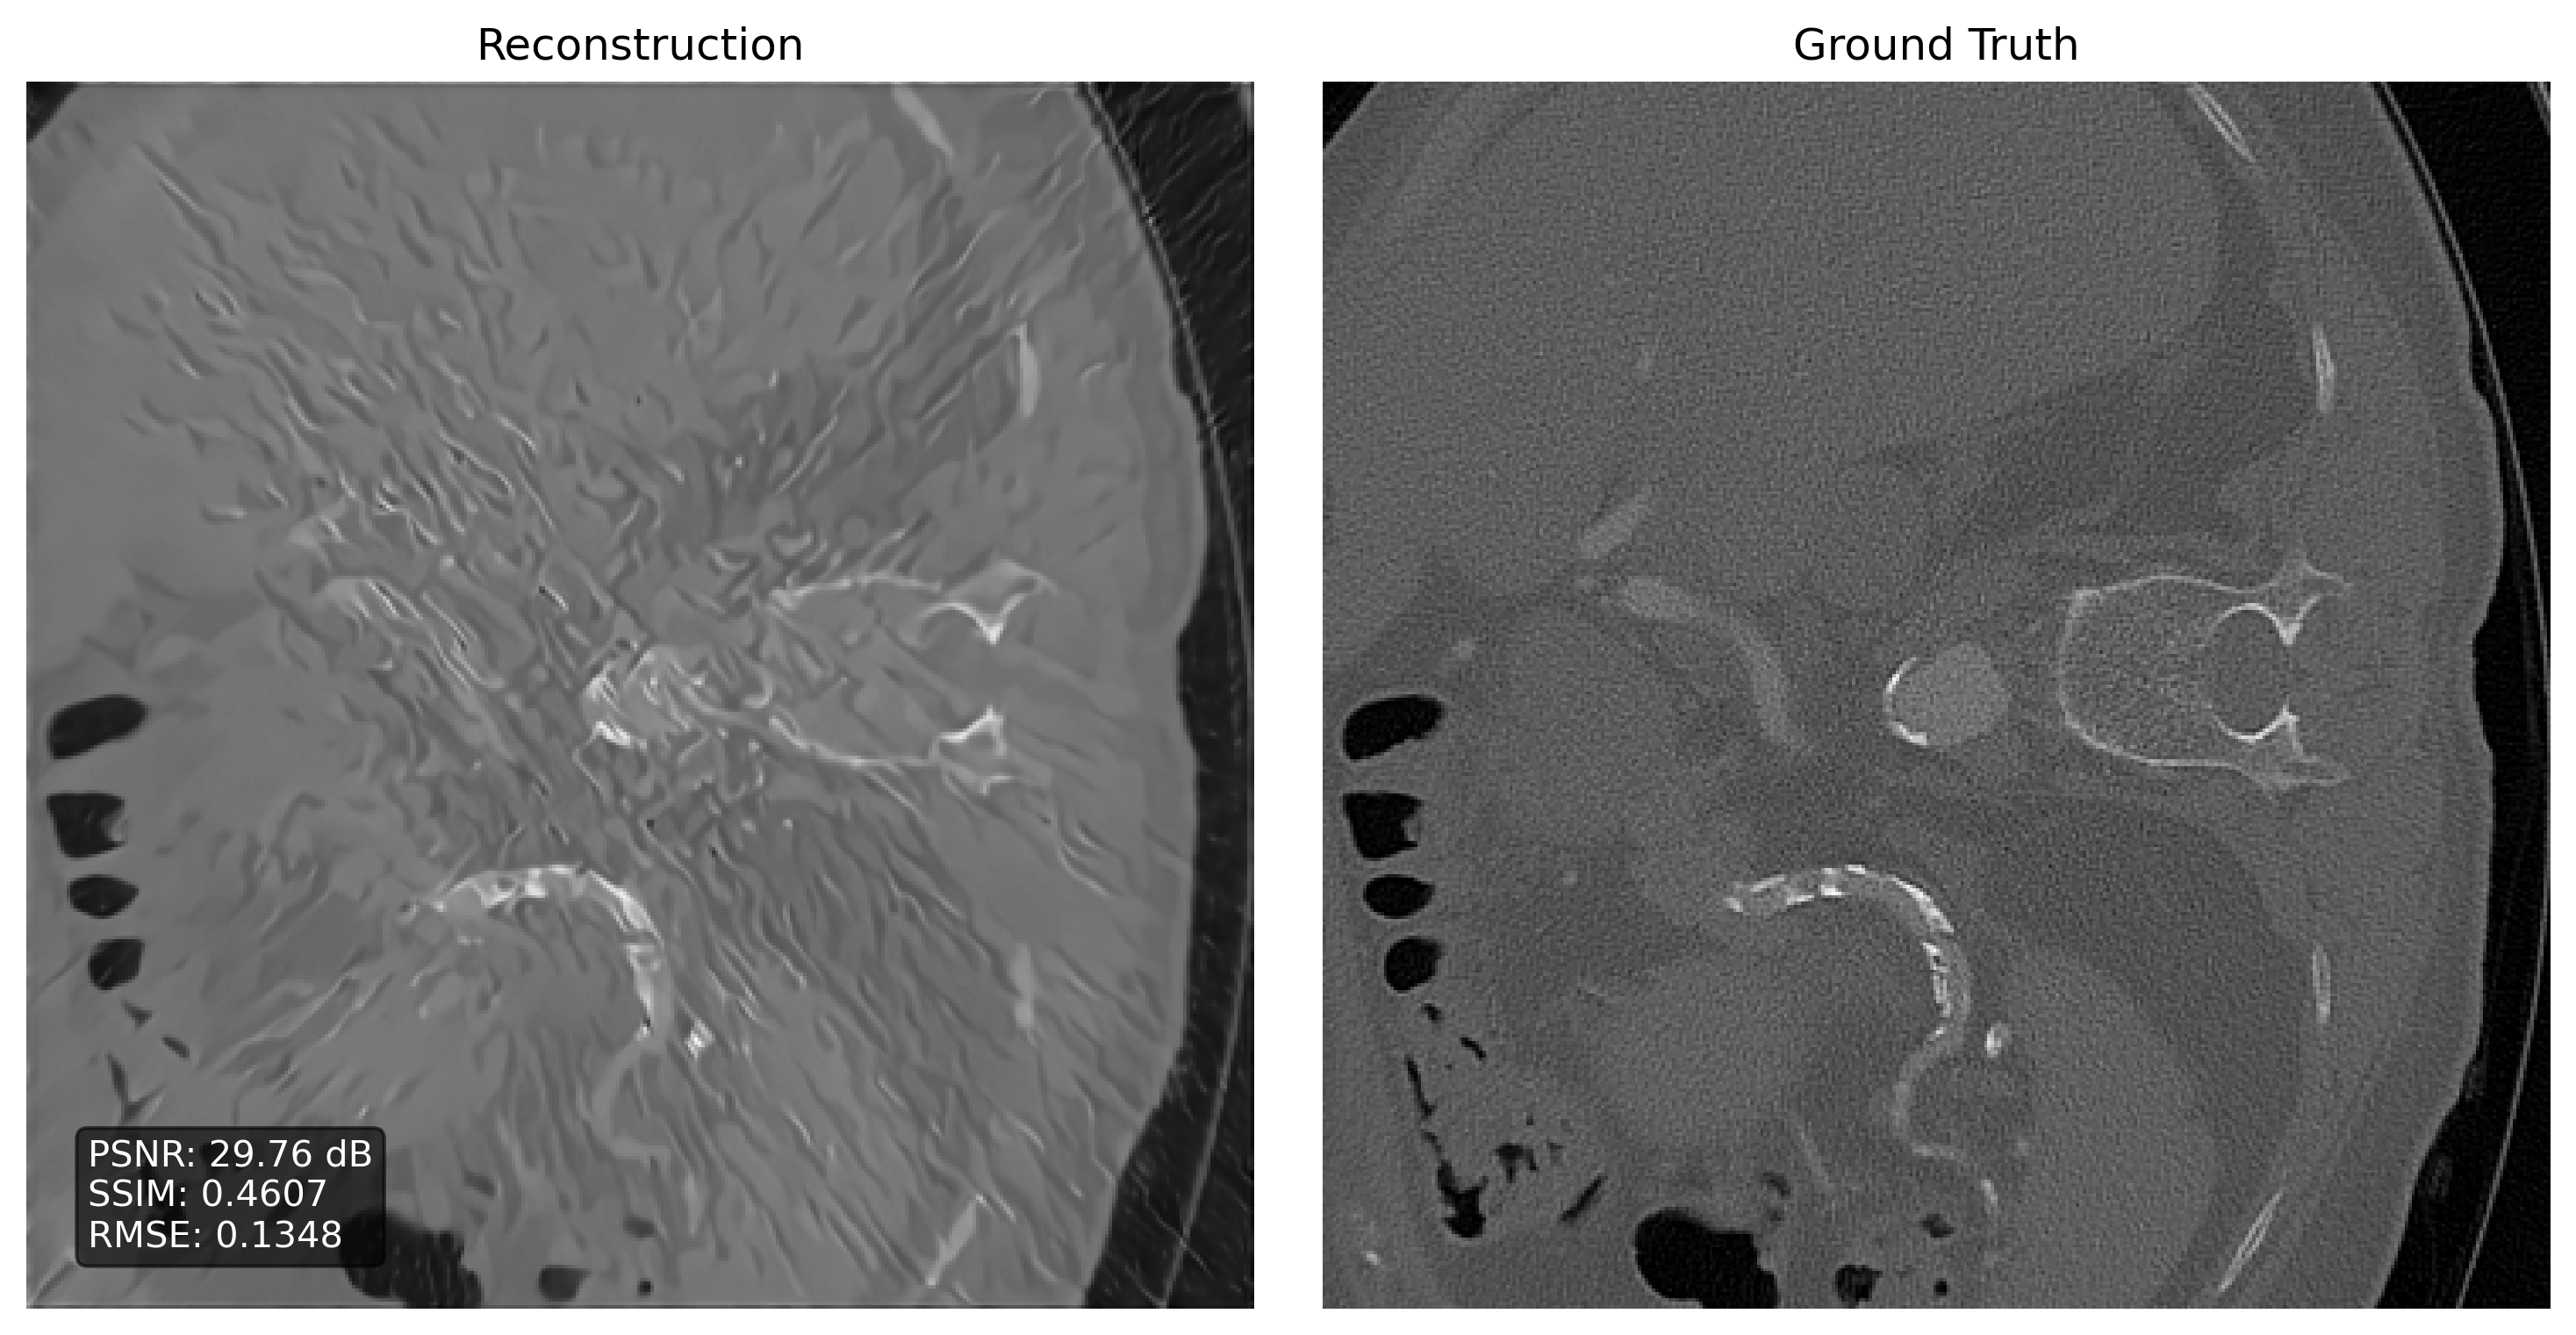 Reconstruction
Ground Truth
PSNR: 29.76 dB
SSIM: 0.4607
RMSE: 0.1348